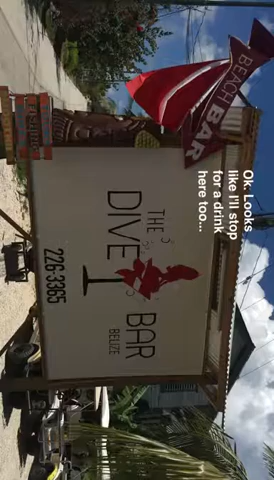 Ok. Looks
like I'll stop
for a drink
here too...
BEACH
BAR
THE
DIVE BAR
BELIZE
226-3365